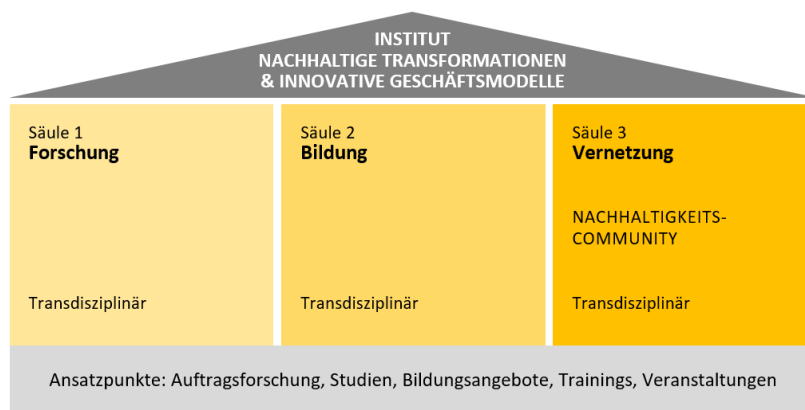 INSTITUT
NACHHALTIGE TRANSFORMATIONEN
& INNOVATIVE GESCHÄFTSMODELLE
Säule 1
Forschung
Transdisziplinär
Säule 2
Bildung
Transdisziplinär
Säule 3
Vernetzung
NACHHALTIGKEITS-
COMMUNITY
Transdisziplinär
Ansatzpunkte: Auftragsforschung, Studien, Bildungsangebote, Trainings, Veranstaltungen